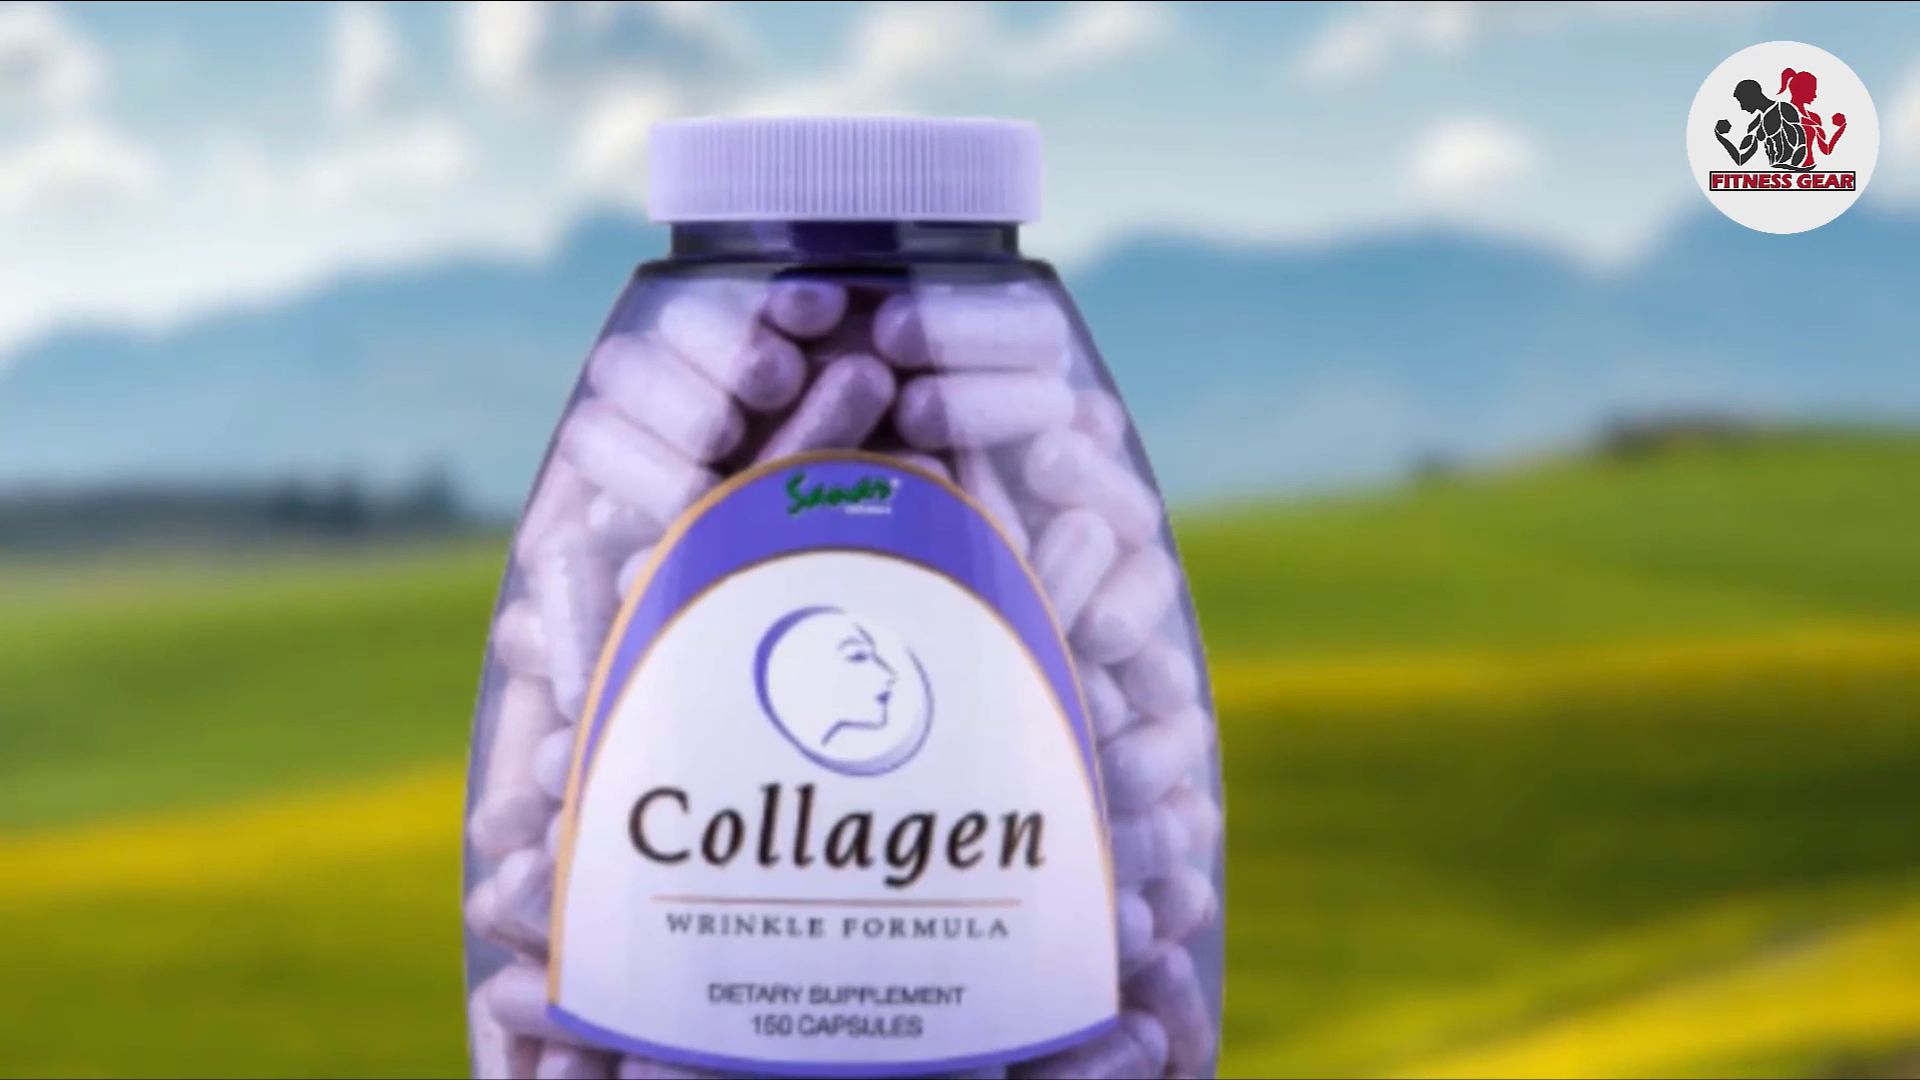 FITNESS GEAR
Collagen
WRINKLE FORMULA
DIETARY SUPPLEMENT
150 CAPSULES